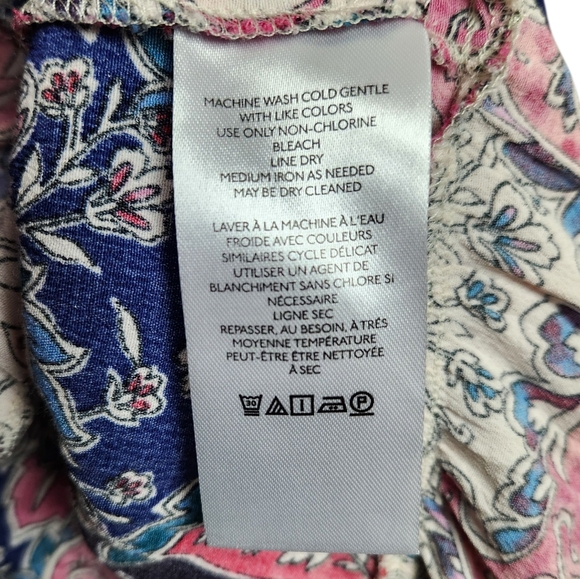 MACHINE WASH COLD GENTLE
WITH LIKE COLORS
USE ONLY NON-CHLORINE
BLEACH
LINE DRY
MEDIUM IRON AS NEEDED
MAY BE DRY CLEANED
LAVER À LA MACHINE À L'EAU
FROIDE AVEC COULEURS
SIMILAIRES CYCLE DÉLICAT
UTILISER UN AGENT DE
BLANCHIMENT SANS CHLORE SI
NÉCESSAIRE
LIGNE SEC
REPASSER, AU BESOIN, À TRÈS
MOYENNE TEMPÉRATURE
PEUT-ÊTRE ÊTRE NETTOYÉE
À SEC
30 P